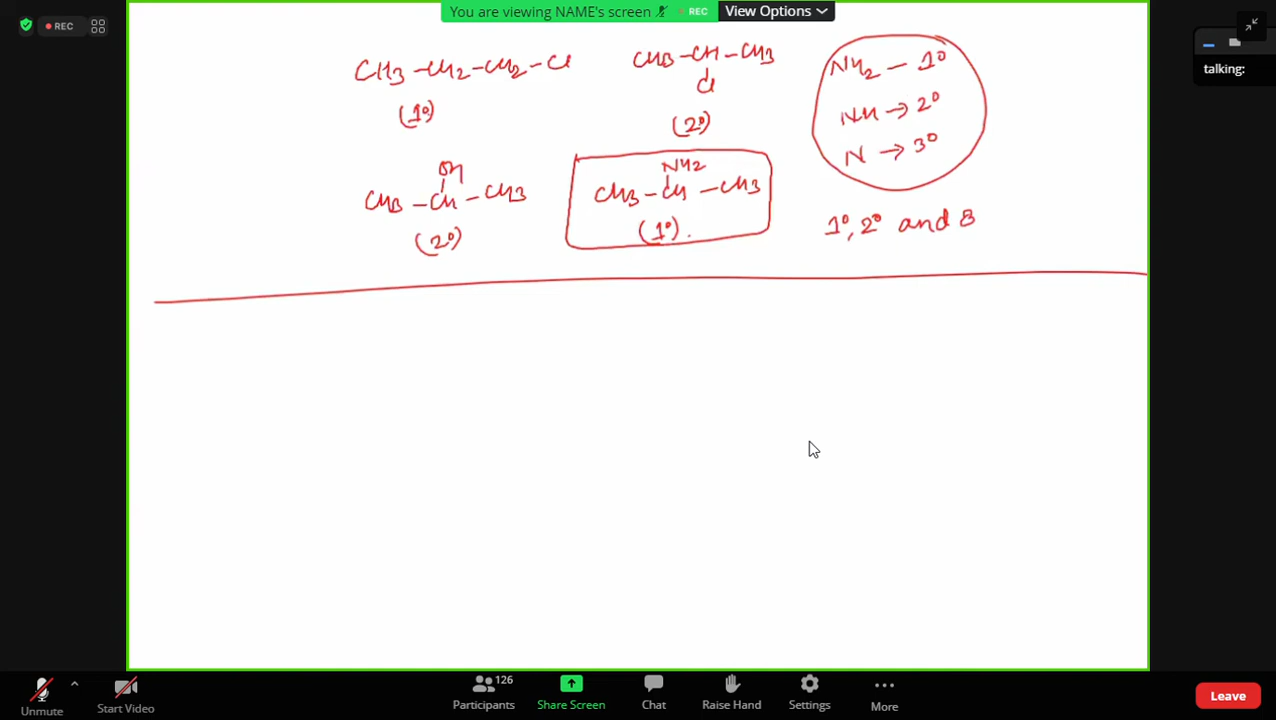 You are viewing NAME's screen
REC
View Options
REC
talking:
CH3-CH2-CH2-Cl
(1°)
CH3-CH-CH3
Cl
(2°)
NH2 - 1°
NH → 2°
N → 3°
OH
CH3-CH-CH3
(2°)
NH2
CH3-CH-CH3
(1°).
1°, 2° and 3
Unmute
Start Video
126
Participants
Share Screen
Chat
Raise Hand
Settings
More
Leave